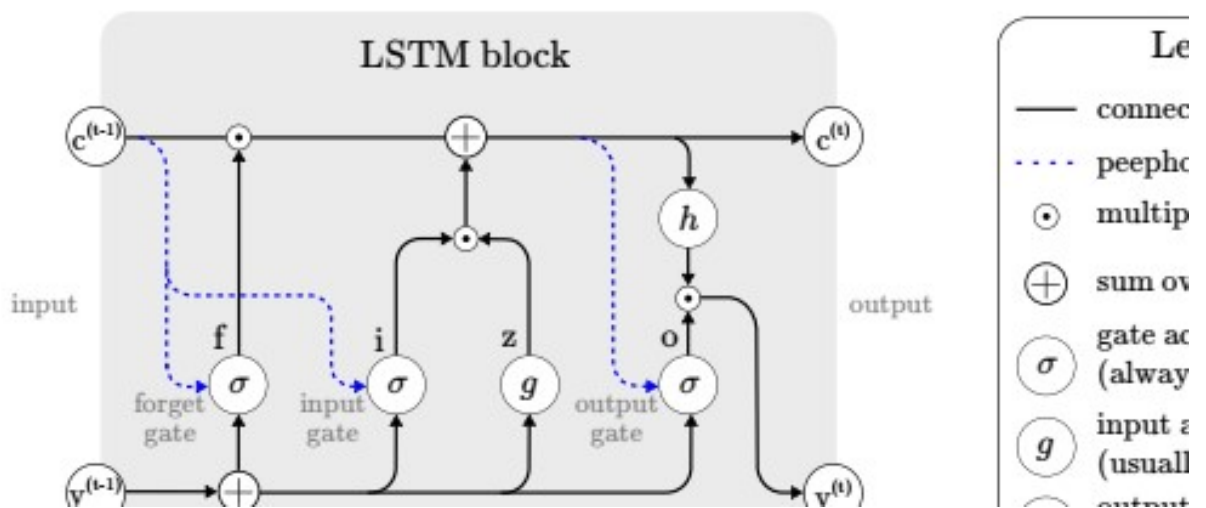 LSTM block
c(t-1)
c(t)
h
input
output
f
i
z
o
σ
σ
g
σ
forget
gate
input
gate
output
gate
y(t-1)
y(t)
connec
peepho
multip
sum ov
σ
gate ac
(alway
g
input a
(usuall